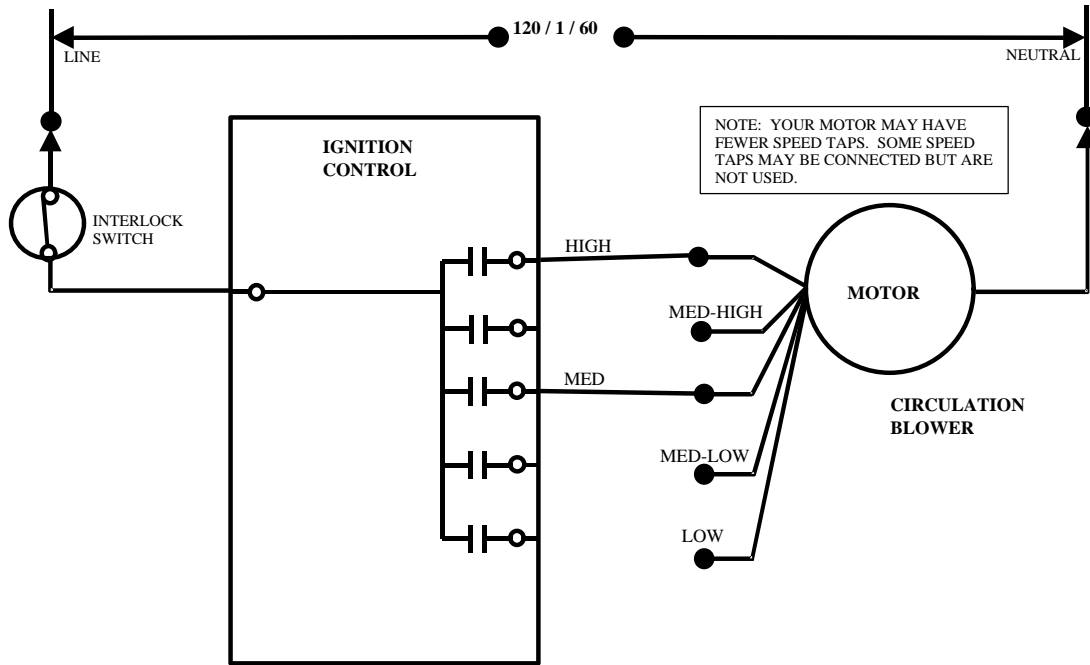 120 / 1 / 60
LINE
NEUTRAL
IGNITION
CONTROL
NOTE: YOUR MOTOR MAY HAVE
FEWER SPEED TAPS. SOME SPEED
TAPS MAY BE CONNECTED BUT ARE
NOT USED.
INTERLOCK
SWITCH
HIGH
MED-HIGH
MOTOR
MED
CIRCULATION
BLOWER
MED-LOW
LOW